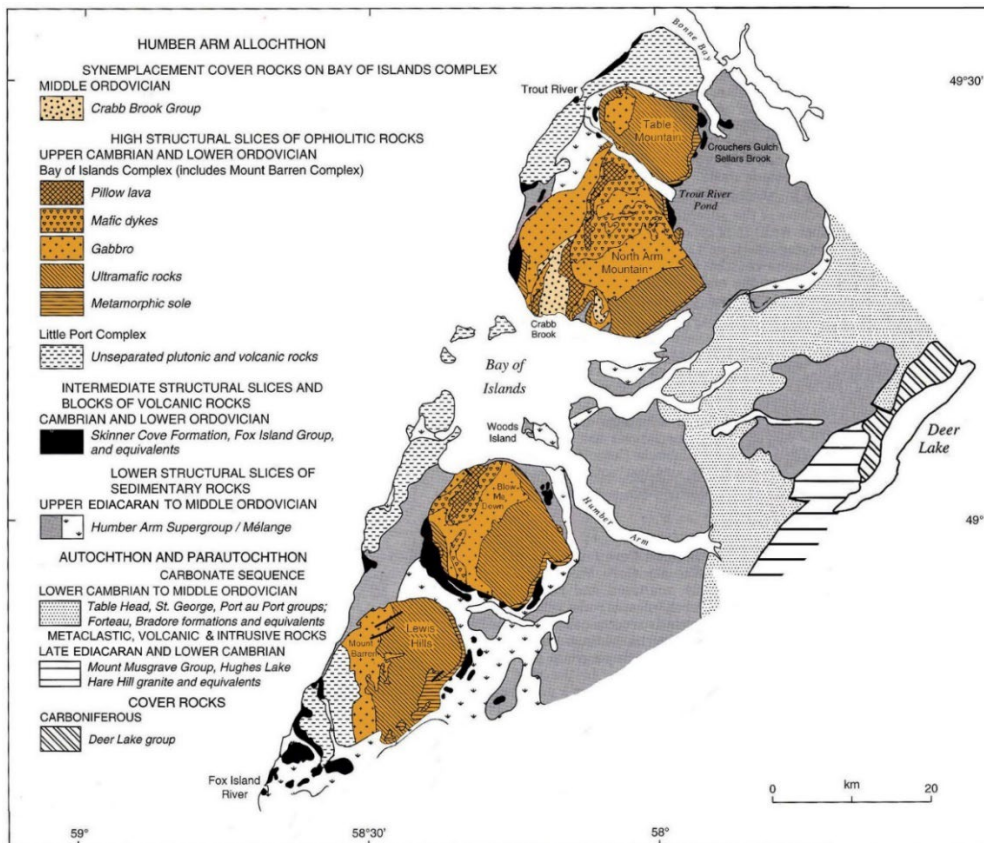 HUMBER ARM ALLOCHTHON
SYNEMPLACEMENT COVER ROCKS ON BAY OF ISLANDS COMPLEX
MIDDLE ORDOVICIAN
Crabb Brook Group
HIGH STRUCTURAL SLICES OF OPHIOLITIC ROCKS
UPPER CAMBRIAN AND LOWER ORDOVICIAN
Bay of Islands Complex (includes Mount Barren Complex)
Pillow lava
Mafic dykes
Gabbro
Ultramafic rocks
Metamorphic sole
Little Port Complex
Unseparated plutonic and volcanic rocks
INTERMEDIATE STRUCTURAL SLICES AND
BLOCKS OF VOLCANIC ROCKS
CAMBRIAN AND LOWER ORDOVICIAN
Skinner Cove Formation, Fox Island Group,
and equivalents
LOWER STRUCTURAL SLICES OF
SEDIMENTARY ROCKS
UPPER EDIACARAN TO MIDDLE ORDOVICIAN
Humber Arm Supergroup / Mélange
AUTOCHTHON AND PARAUTOCHTHON
CARBONATE SEQUENCE
LOWER CAMBRIAN TO MIDDLE ORDOVICIAN
Table Head, St. George, Port au Port groups;
Forteau, Bradore formations and equivalents
METACLASTIC, VOLCANIC & INTRUSIVE ROCKS
LATE EDIACARAN AND LOWER CAMBRIAN
Mount Musgrave Group, Hughes Lake
Hare Hill granite and equivalents
COVER ROCKS
CARBONIFEROUS
Deer Lake group
Bonne Bay
49°30'
Trout River
Table
Mountain
Crouchers Gulch
Sellars Brook
Trout River
Pond
North Arm
Mountain
Crabb
Brook
Bay of
Islands
Woods
Island
Deer
Lake
Blow
Me
Down
49°
Humber
Arm
Lewis
Hills
Mount
Barren
Fox Island
River
km
0 20
59° 58°30' 58°